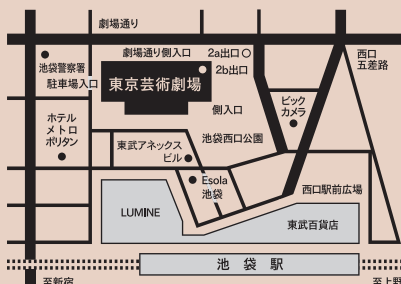 劇場通り
劇場通り側入口
2a出口
西口
五差路
池袋警察署
2b出口
駐車場入口
東京芸術劇場
側入口
ビック
カメラ
ホテル
メトロ
ポリタン
池袋西口公園
東武アネックス
ビル
Esola
池袋
西口駅前広場
LUMINE
東武百貨店
池袋駅
至新宿
至上野